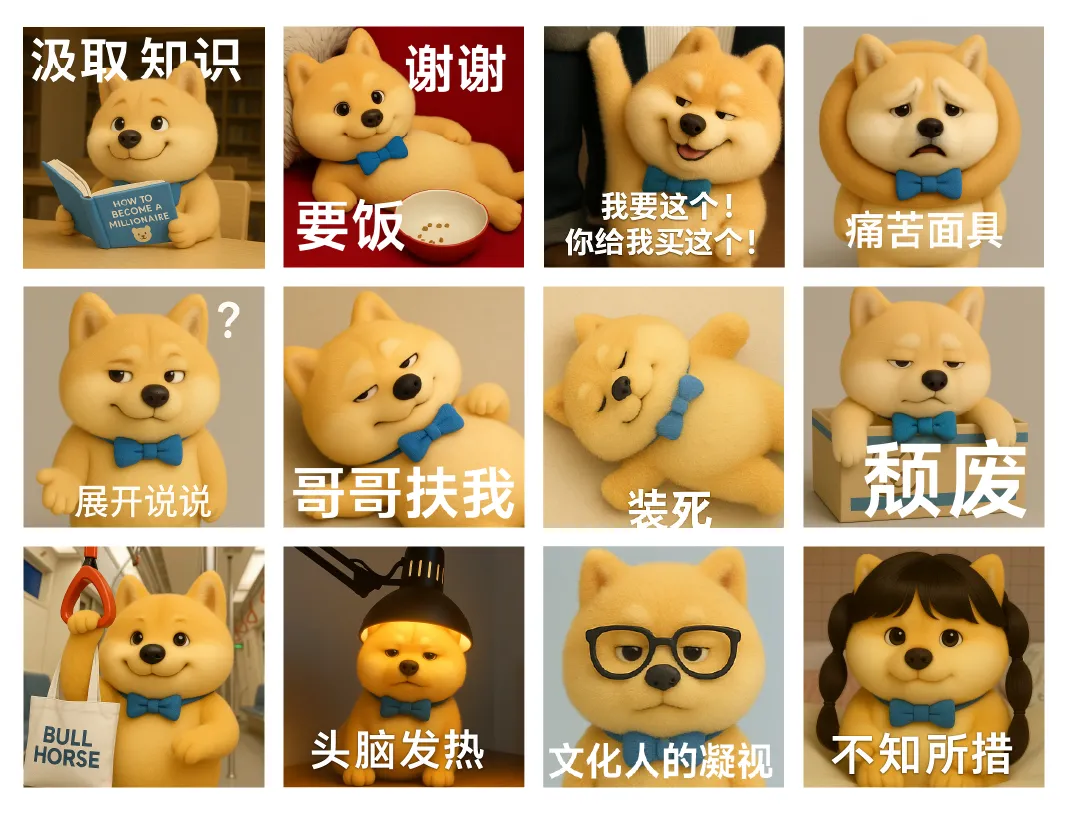 汲取知识
HOW TO
BECOME A
MILLIONAIRE
谢谢
要饭
我要这个！
你给我买这个！
痛苦面具
？
展开说说
哥哥扶我
装死
颓废
BULL
HORSE
头脑发热
文化人的凝视
不知所措